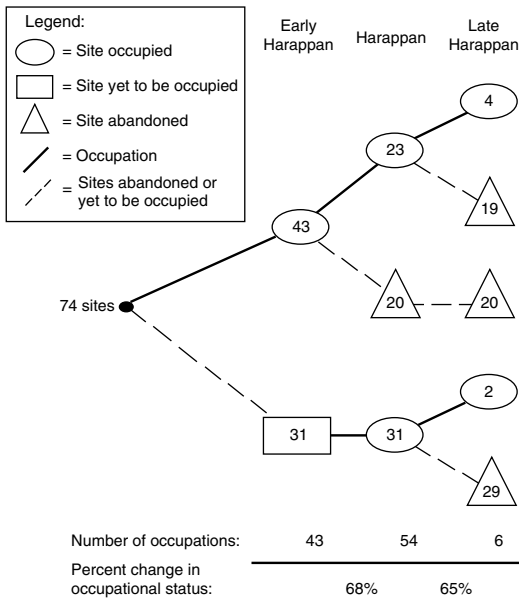 Legend:
= Site occupied
= Site yet to be occupied
= Site abandoned
= Occupation
= Sites abandoned or
yet to be occupied
Early
Harappan
Harappan
Late
Harappan
4
23
19
43
20
20
74 sites
2
31
31
29
Number of occupations: 43 54 6
Percent change in
occupational status: 68% 65%